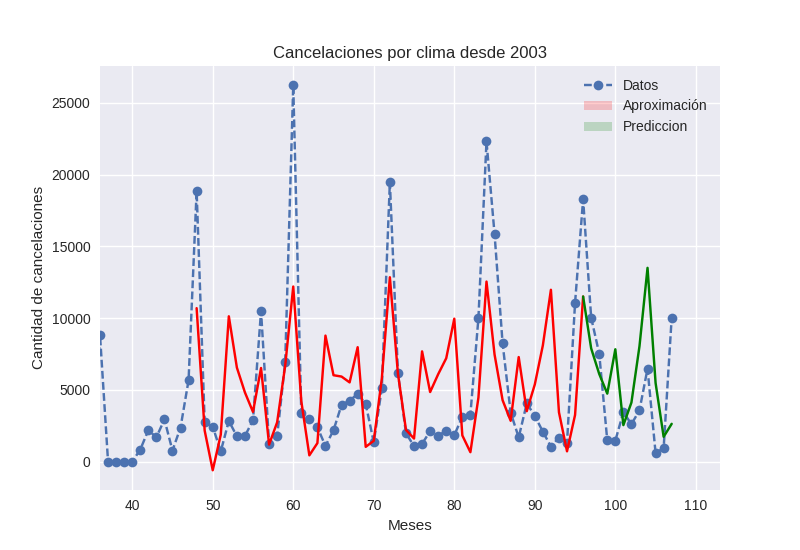 Cancelaciones por clima desde 2003
Datos
Aproximación
Prediccion
Cantidad de cancelaciones
25000
20000
15000
10000
5000
0
40 50 60 70 80 90 100 110
Meses